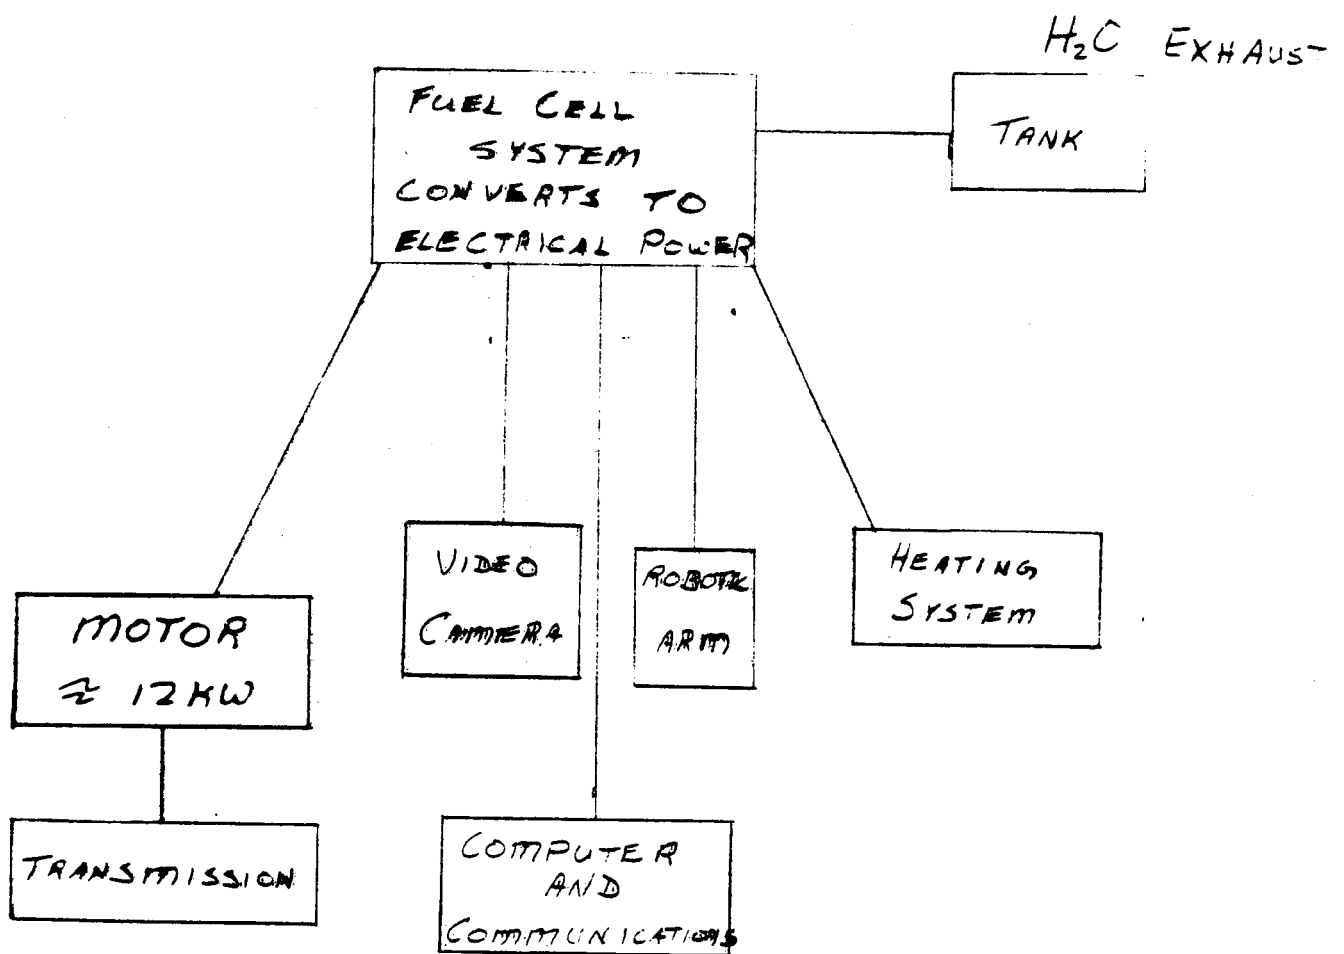 H₂C EXHAUST
FUEL CELL
SYSTEM
CONVERTS TO
ELECTRICAL POWER
TANK
VIDEO
CAMMERA
ROBOTIC
ARM
HEATING
SYSTEM
MOTOR
≈ 12KW
TRANSMISSION
COMPUTER
AND
COMMUNICATIONS